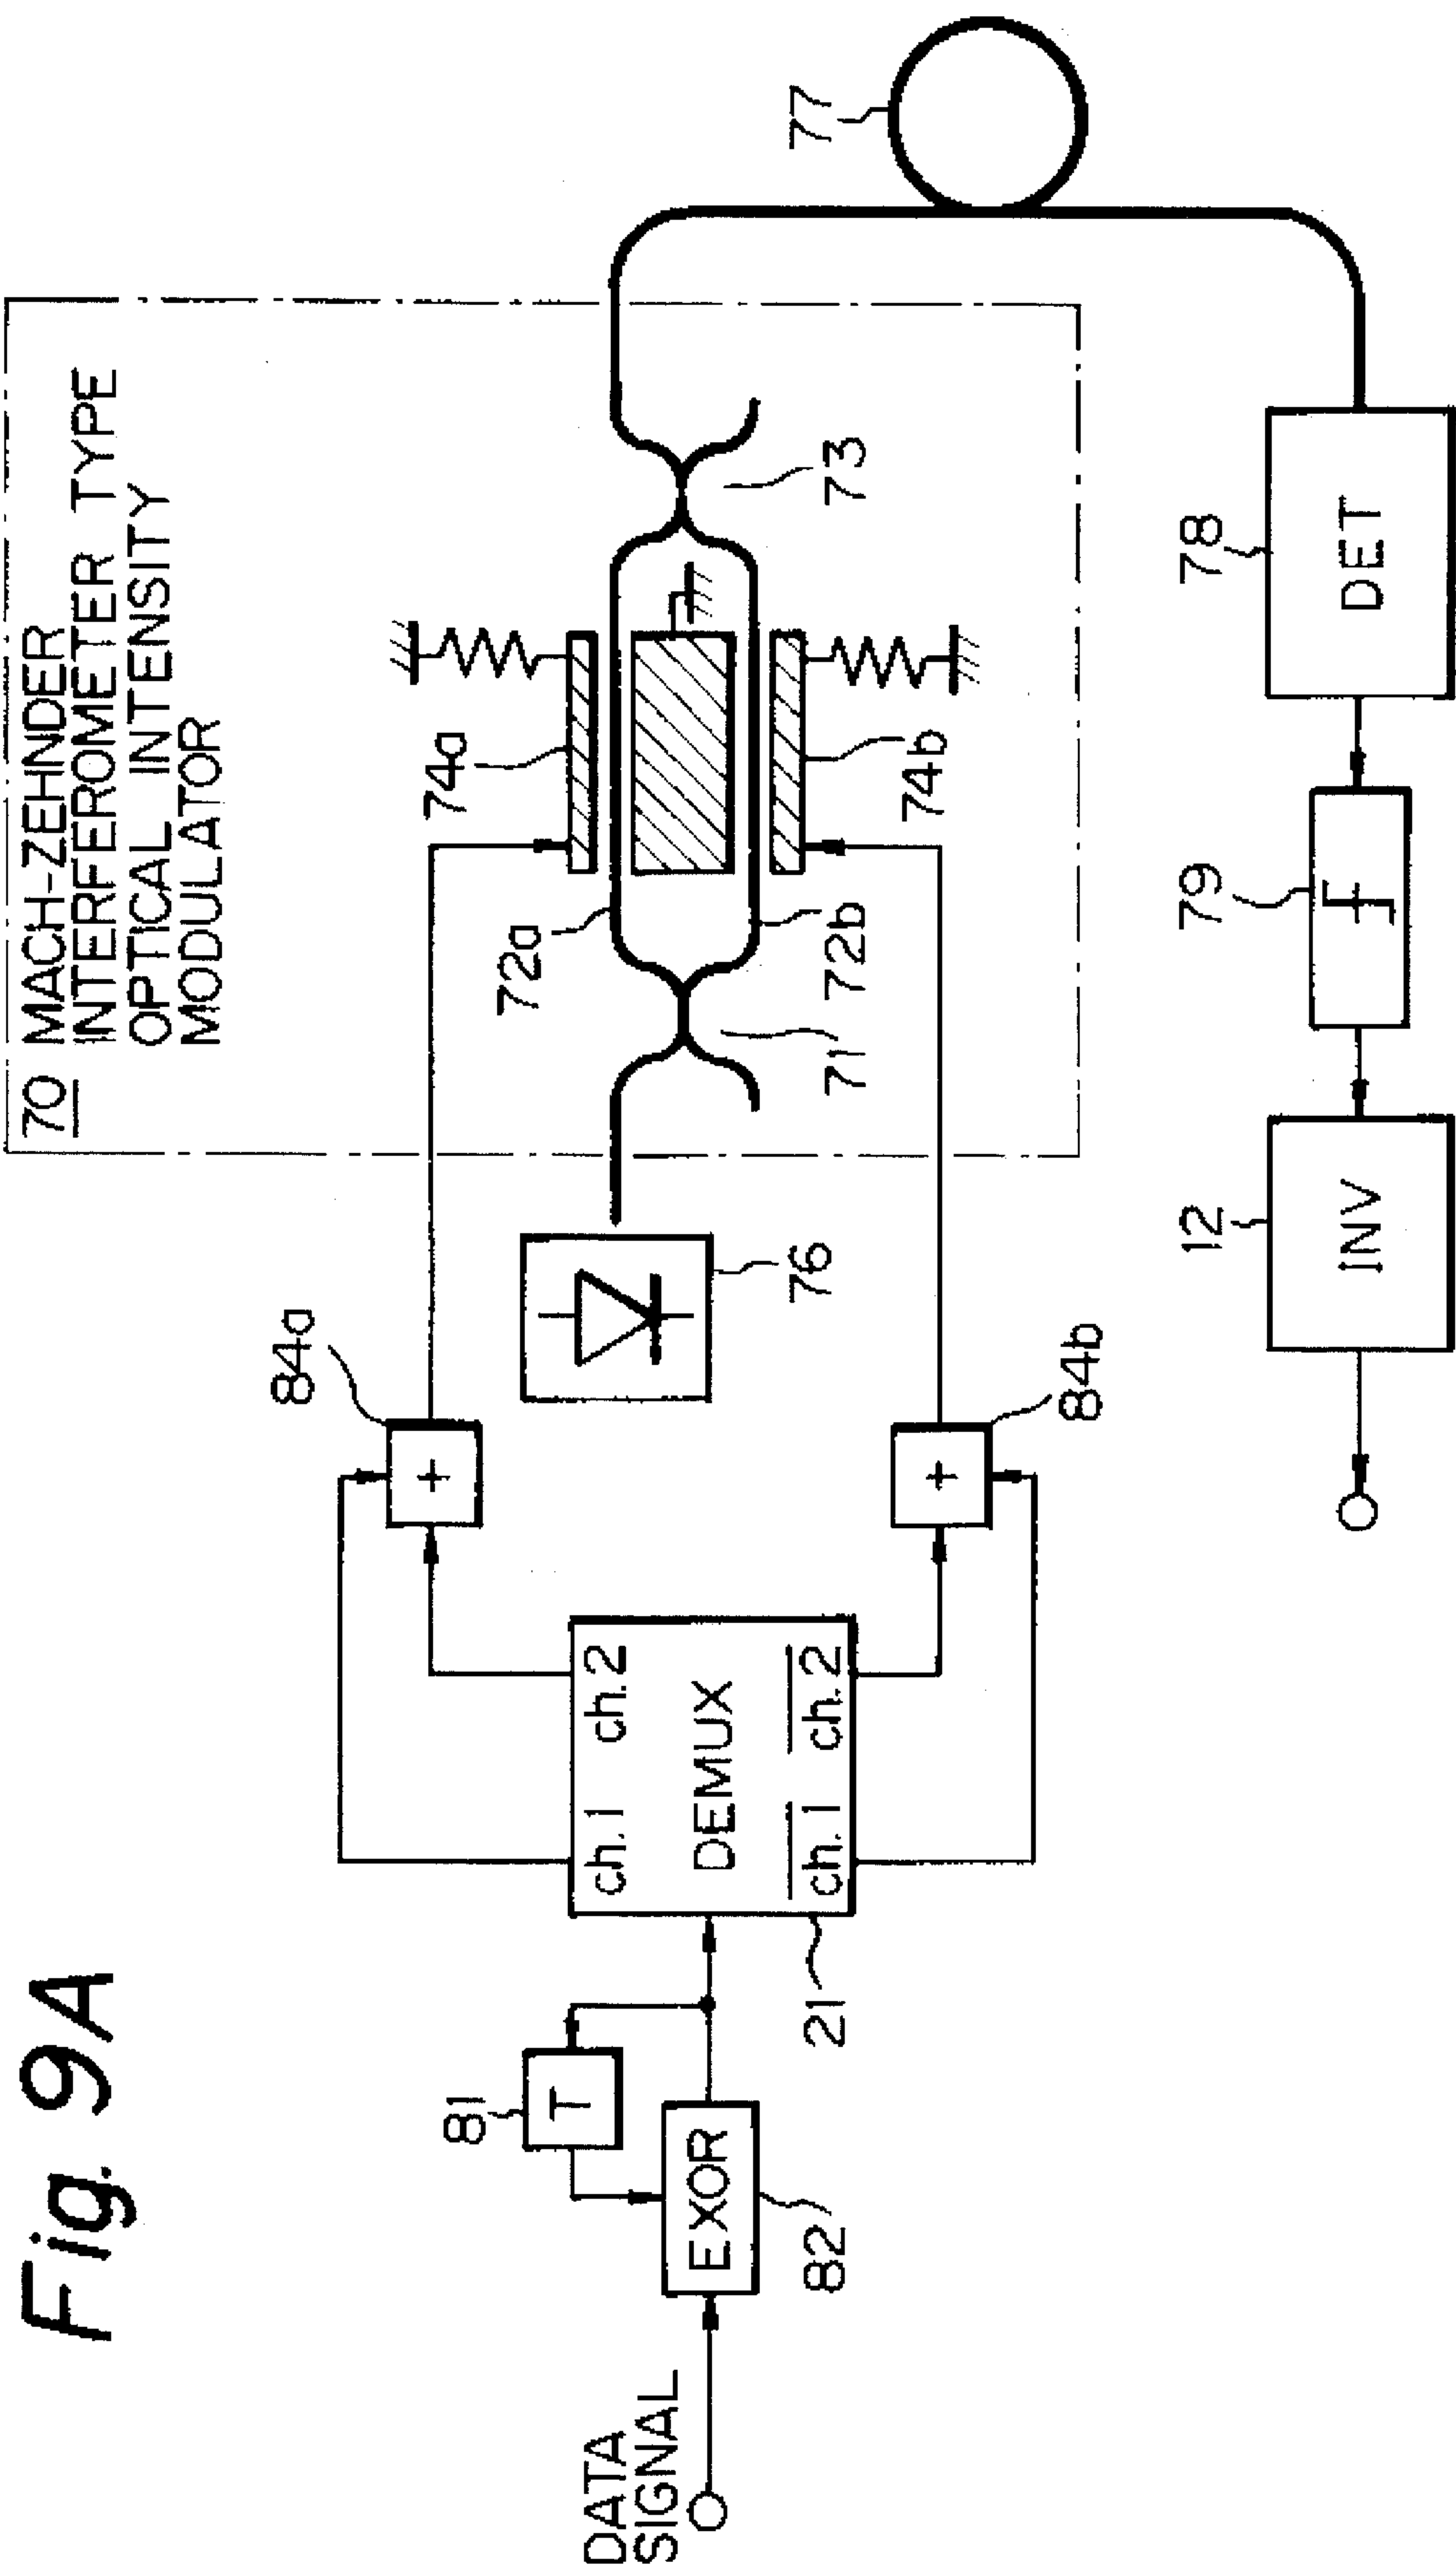 Fig. 9A
70 MACH-ZEHNDER
INTERFEROMETER TYPE
OPTICAL INTENSITY
MODULATOR
DATA
SIGNAL
EXOR
82
T
81
21
DEMUX
ch.1
ch.2
ch.1
ch.2
84a
+
84b
+
76
71
72a
72b
74a
74b
73
77
78
DET
79
12
INV